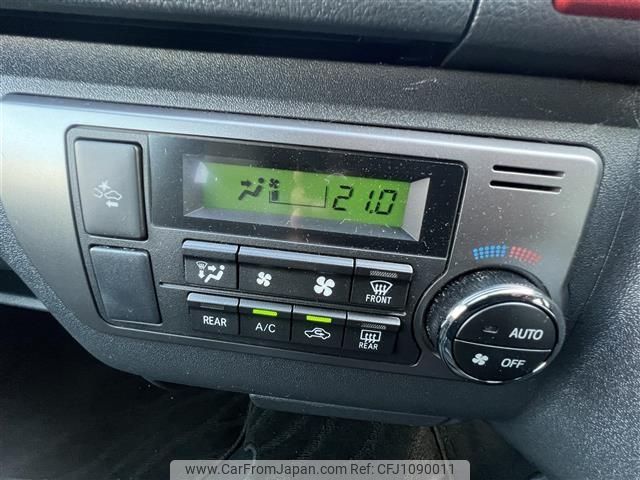 21.0
FRONT
REAR
A/C
REAR
AUTO
OFF
www.CarFromJapan.com - Ref: CFJ1090011